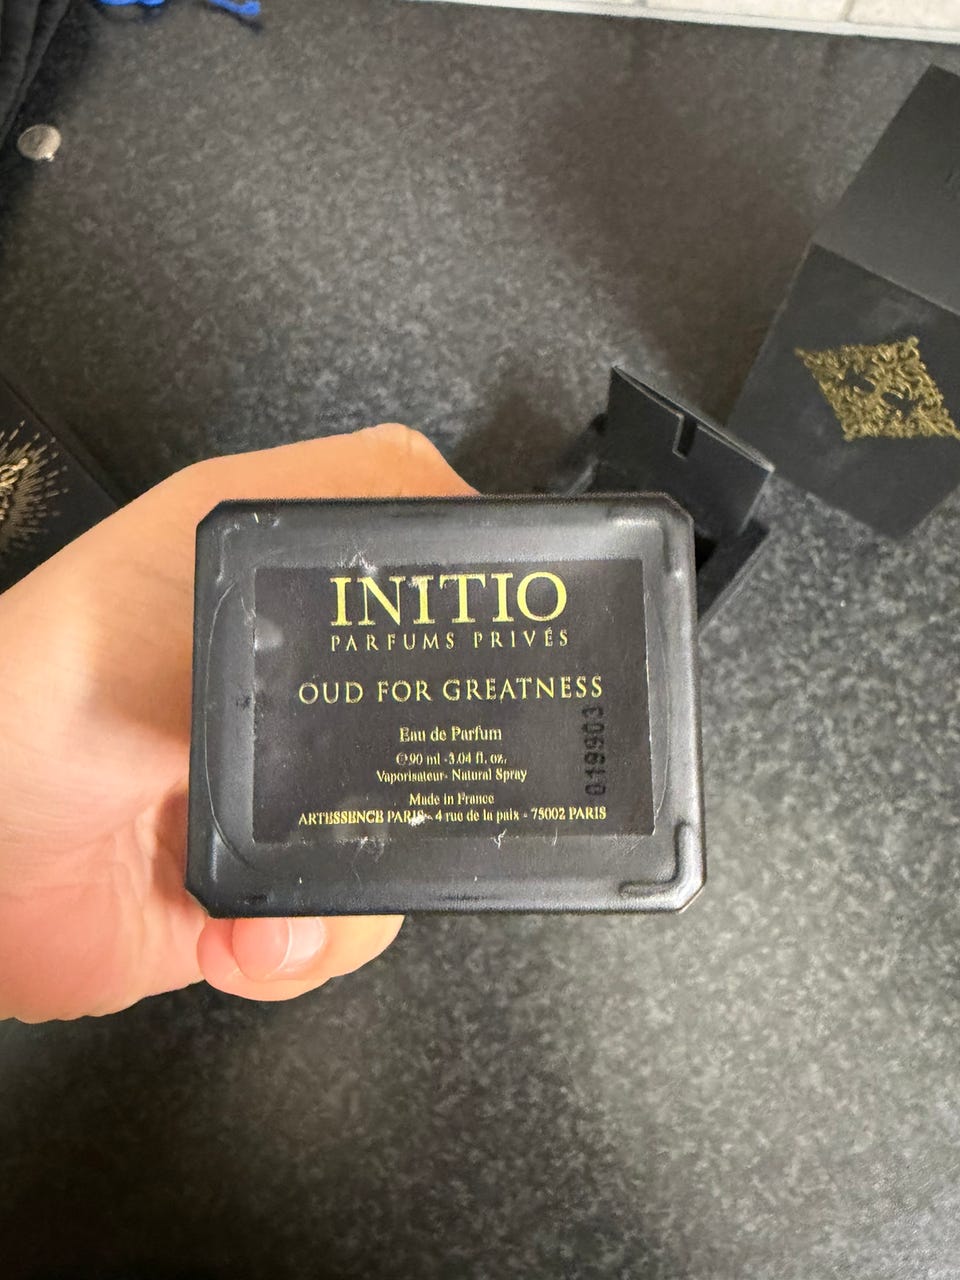 INITIO
PARFUMS PRIVÉS
OUD FOR GREATNESS
Eau de Parfum
℮90 ml -3.04 fl. oz.
Vaporisateur- Natural Spray
Made in France
ARTESSENCE PARIS - 4 rue de la paix - 75002 PARIS
019903